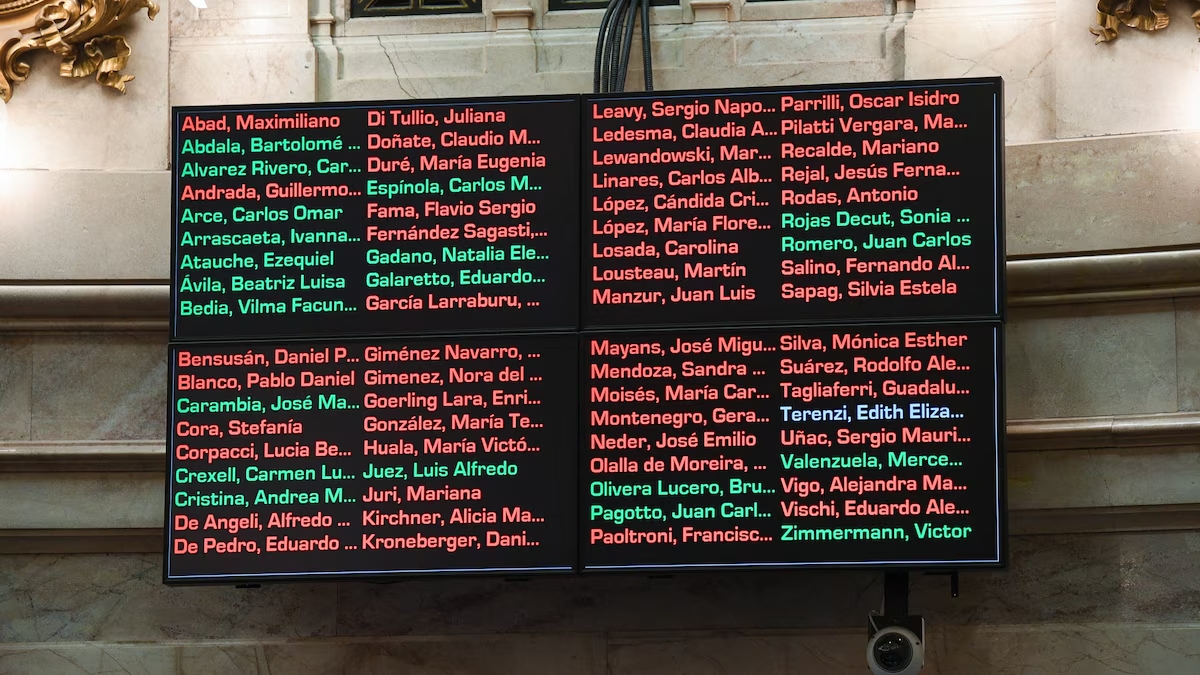 Abad, Maximiliano
Abdala, Bartolomé ...
Alvarez Rivero, Car...
Andrada, Guillermo...
Arce, Carlos Omar
Arrascaeta, Ivanna...
Atauche, Ezequiel
Ávila, Beatriz Luisa
Bedia, Vilma Facun...
Di Tullio, Juliana
Doñate, Claudio M...
Duré, María Eugenia
Espínola, Carlos M...
Fama, Flavio Sergio
Fernández Sagasti,...
Gadano, Natalia Ele...
Galaretto, Eduardo...
García Larraburu, ...
Leavy, Sergio Napo...
Ledesma, Claudia A...
Lewandowski, Mar...
Linares, Carlos Alb...
López, Cándida Cri...
López, María Flore...
Losada, Carolina
Lousteau, Martín
Manzur, Juan Luis
Parrilli, Oscar Isidro
Pilatti Vergara, Ma...
Recalde, Mariano
Rejal, Jesús Ferna...
Rodas, Antonio
Rojas Decut, Sonia ...
Romero, Juan Carlos
Salino, Fernando Al...
Sapag, Silvia Estela
Bensusán, Daniel P...
Blanco, Pablo Daniel
Carambia, José Ma...
Cora, Stefanía
Corpacci, Lucia Be...
Crexell, Carmen Lu...
Cristina, Andrea M...
De Angeli, Alfredo ...
De Pedro, Eduardo ...
Giménez Navarro, ...
Gimenez, Nora del ...
Goerling Lara, Enri...
González, María Te...
Huala, María Victó...
Juez, Luis Alfredo
Juri, Mariana
Kirchner, Alicia Ma...
Kroneberger, Dani...
Mayans, José Migu...
Mendoza, Sandra ...
Moisés, María Car...
Montenegro, Gera...
Neder, José Emilio
Olalla de Moreira, ...
Olivera Lucero, Bru...
Pagotto, Juan Carl...
Paoltroni, Francisc...
Silva, Mónica Esther
Suárez, Rodolfo Ale...
Tagliaferri, Guadalu...
Terenzi, Edith Eliza...
Uñac, Sergio Mauri...
Valenzuela, Merce...
Vigo, Alejandra Ma...
Vischi, Eduardo Ale...
Zimmermann, Victor